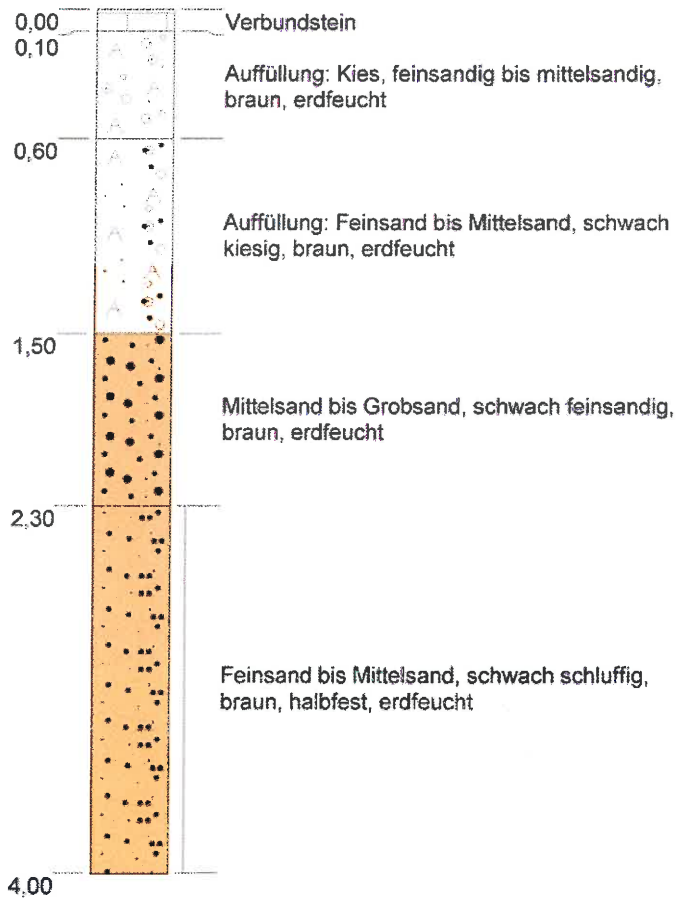 0,00 Verbundstein
0,10
Auffüllung: Kies, feinsandig bis mittelsandig,
braun, erdfeucht
0,60
Auffüllung: Feinsand bis Mittelsand, schwach
kiesig, braun, erdfeucht
1,50
Mittelsand bis Grobsand, schwach feinsandig,
braun, erdfeucht
2,30
Feinsand bis Mittelsand, schwach schluffig,
braun, halbfest, erdfeucht
4,00